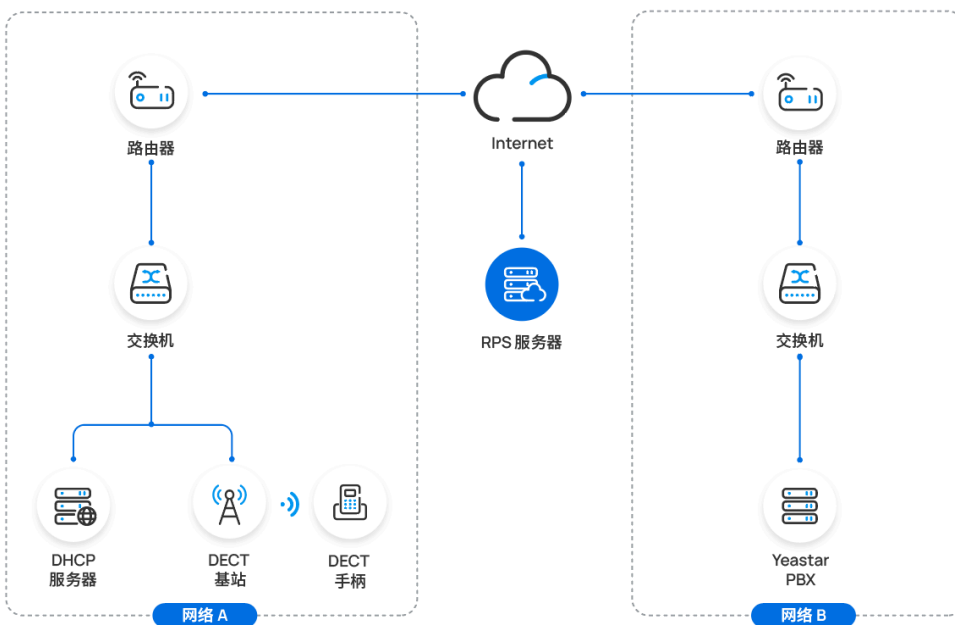 路由器
Internet
路由器
交换机
RPS 服务器
交换机
DHCP
服务器
DECT
基站
DECT
手柄
Yeastar
PBX
网络 A
网络 B